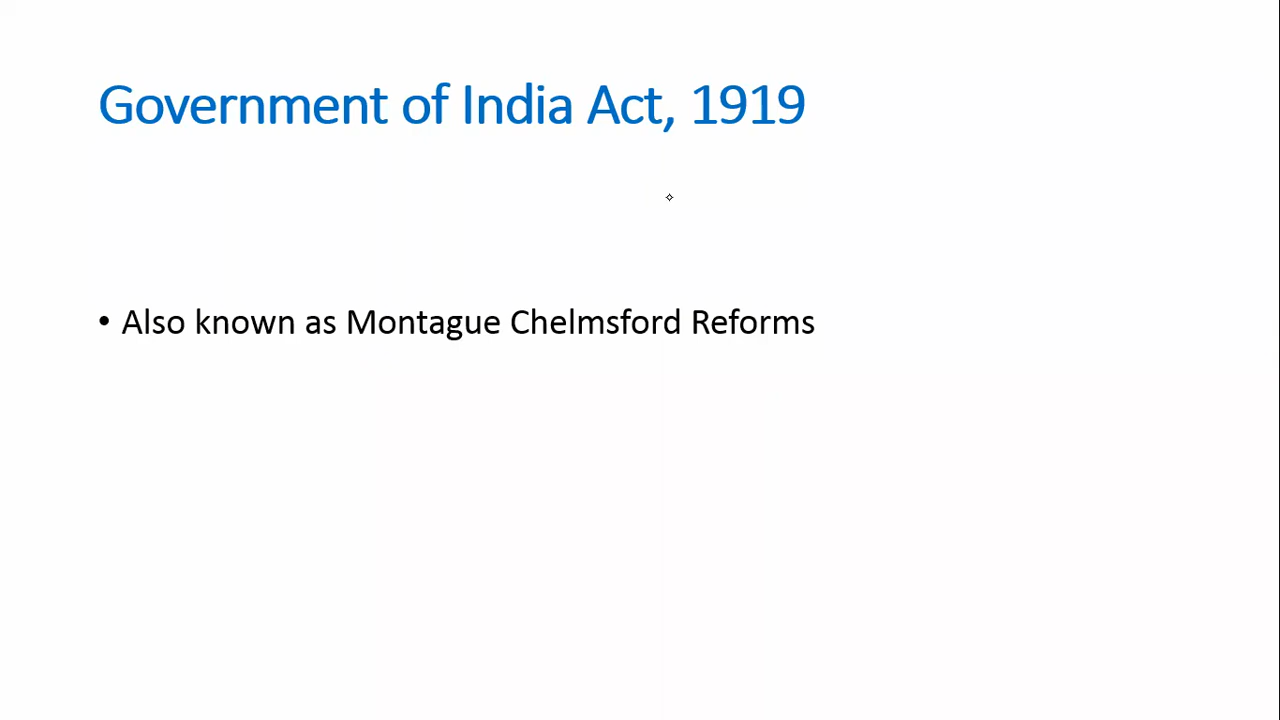 Government of India Act, 1919
• Also known as Montague Chelmsford Reforms